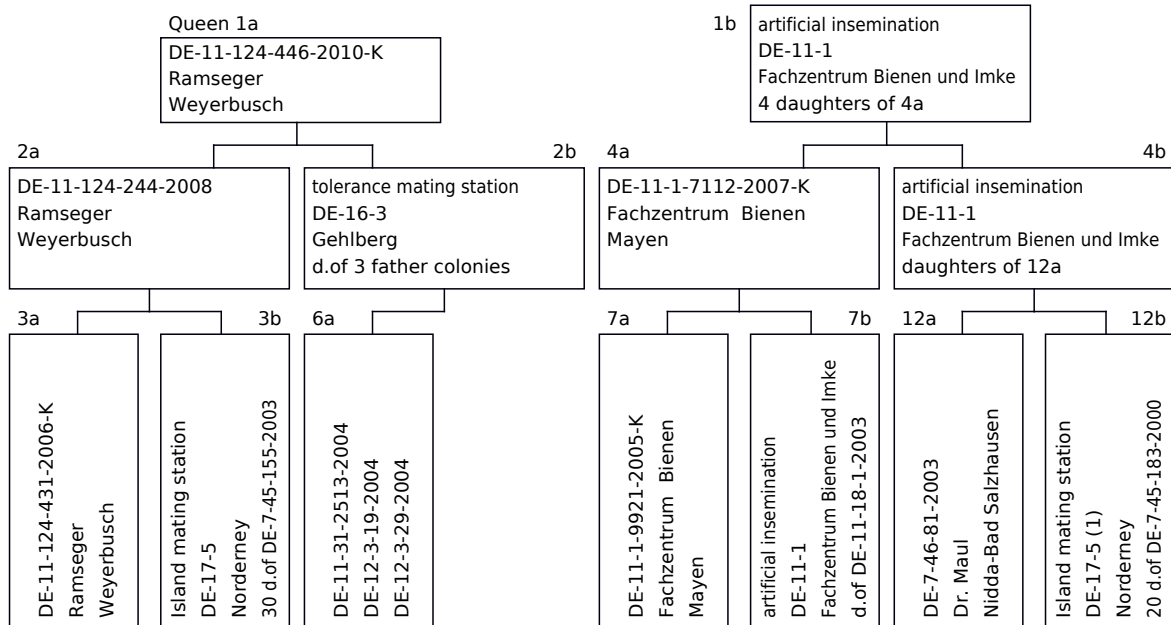 Queen 1a
DE-11-124-446-2010-K
Ramseger
Weyerbusch
1b
artificial insemination
DE-11-1
Fachzentrum Bienen und Imke
4 daughters of 4a
2a
DE-11-124-244-2008
Ramseger
Weyerbusch
2b
tolerance mating station
DE-16-3
Gehlberg
d.of 3 father colonies
4a
DE-11-1-7112-2007-K
Fachzentrum Bienen
Mayen
4b
artificial insemination
DE-11-1
Fachzentrum Bienen und Imke
daughters of 12a
3a
DE-11-124-431-2006-K
Ramseger
Weyerbusch
3b
Island mating station
DE-17-5
Norderney
30 d.of DE-7-45-155-2003
6a
DE-11-31-2513-2004
DE-12-3-19-2004
DE-12-3-29-2004
7a
DE-11-1-9921-2005-K
Fachzentrum Bienen
Mayen
7b
artificial insemination
DE-11-1
Fachzentrum Bienen und Imke
d.of DE-11-18-1-2003
12a
DE-7-46-81-2003
Dr. Maul
Nidda-Bad Salzhausen
12b
Island mating station
DE-17-5 (1)
Norderney
20 d.of DE-7-45-183-2000